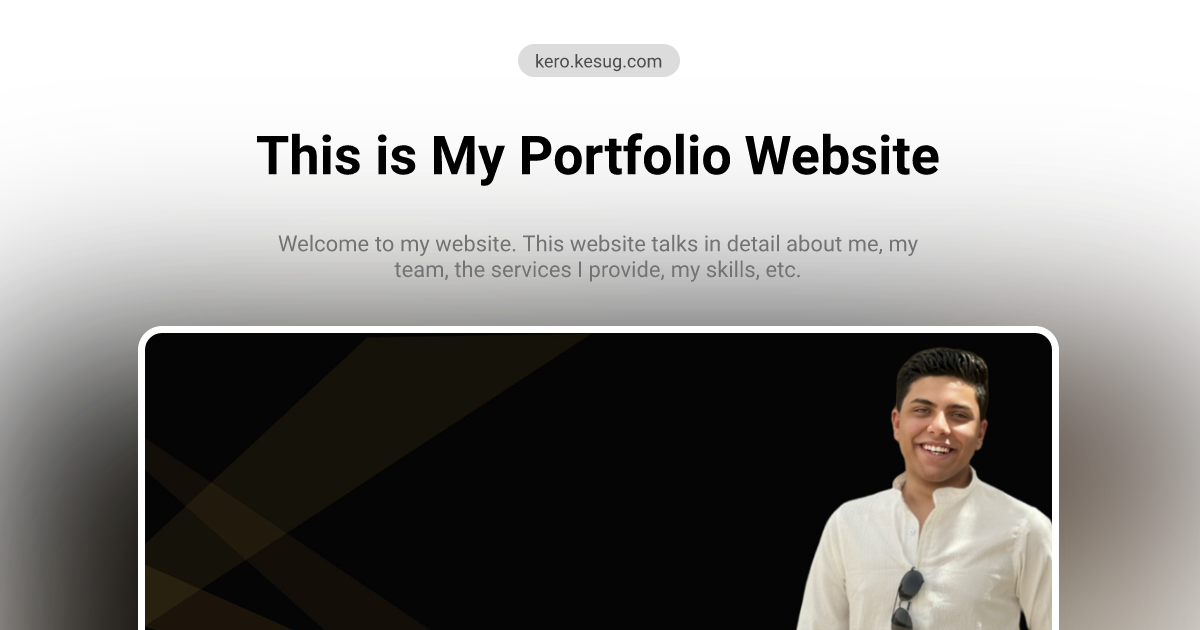 kero.kesug.com
This is My Portfolio Website
Welcome to my website. This website talks in detail about me, my
team, the services I provide, my skills, etc.